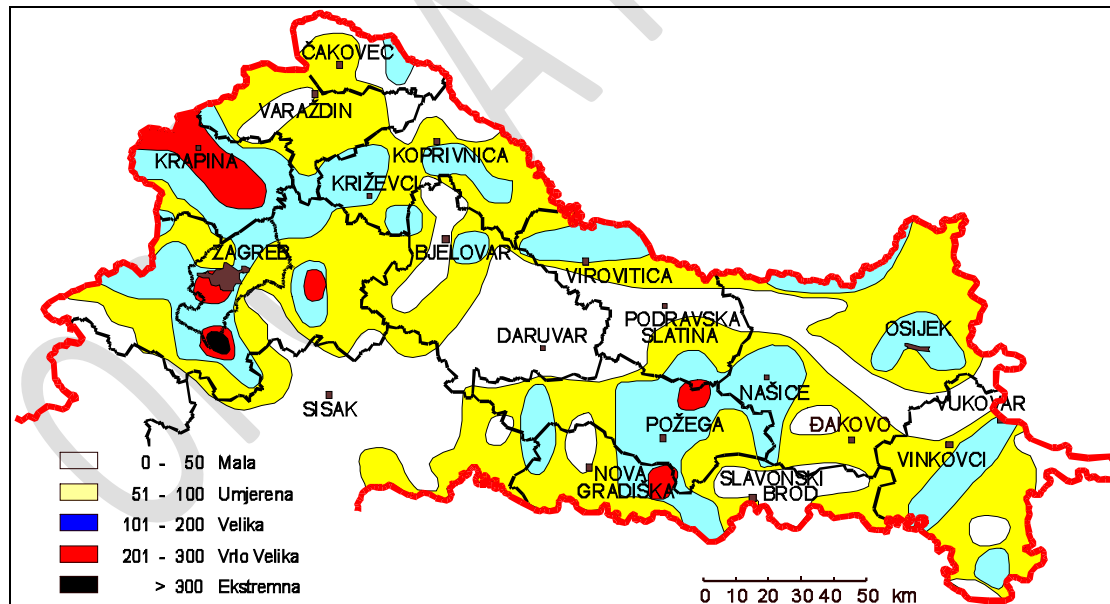 ČAKOVEC
VARAŽDIN
KRAPINA
KOPRIVNICA
KRIŽEVCI
ZAGREB
BJELOVAR
VIROVITICA
PODRAVSKA
SLATINA
DARUVAR
OSIJEK
SISAK
NAŠICE
POŽEGA
ĐAKOVO
VUKOVAR
VINKOVCI
NOVA
GRADIŠKA
SLAVONSKI
BROD
0 - 50 Mala
51 - 100 Umjerena
101 - 200 Velika
201 - 300 Vrlo Velika
> 300 Ekstremna
0 10 20 30 40 50 km